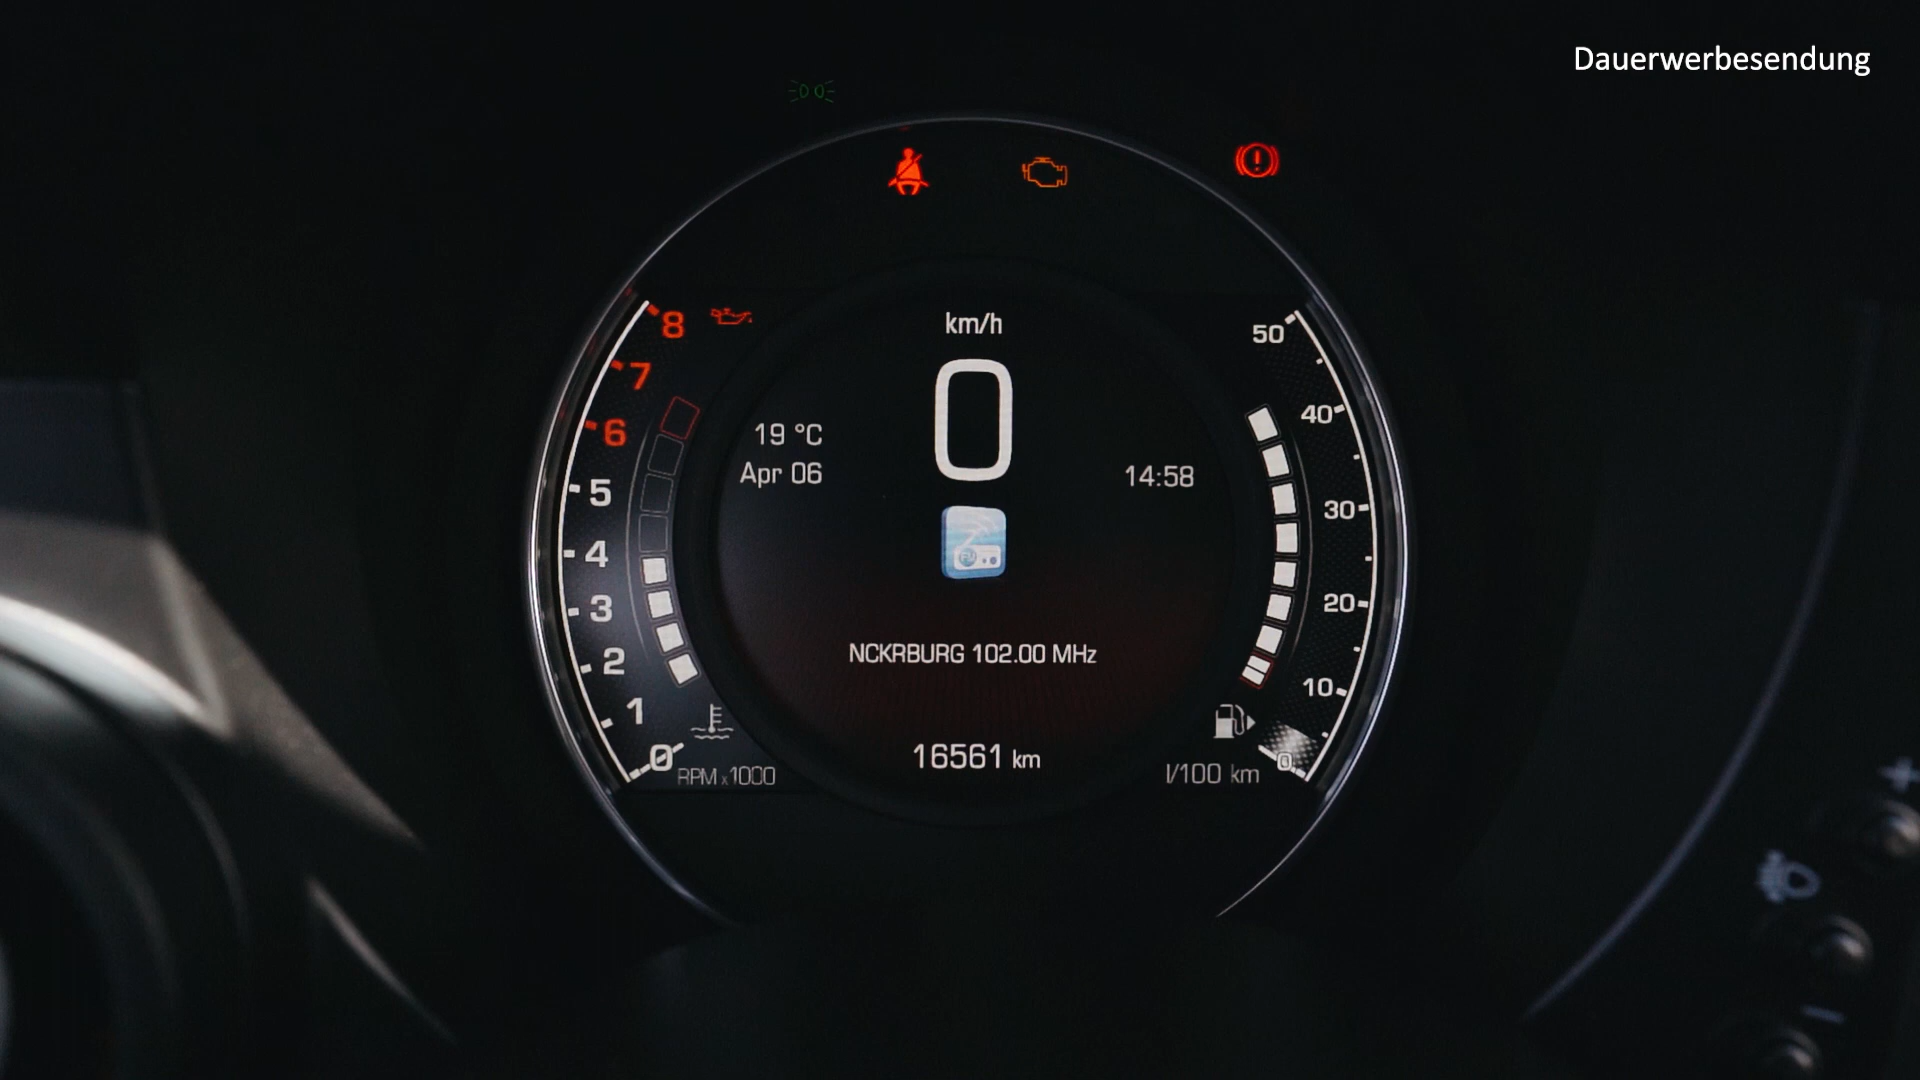 Dauerwerbesendung
km/h
0
8
7
6
5
4
3
2
1
0
RPM x1000
19 °C
Apr 06
14:58
NCKRBURG 102.00 MHz
16561 km
50
40
30
20
10
0
l/100 km